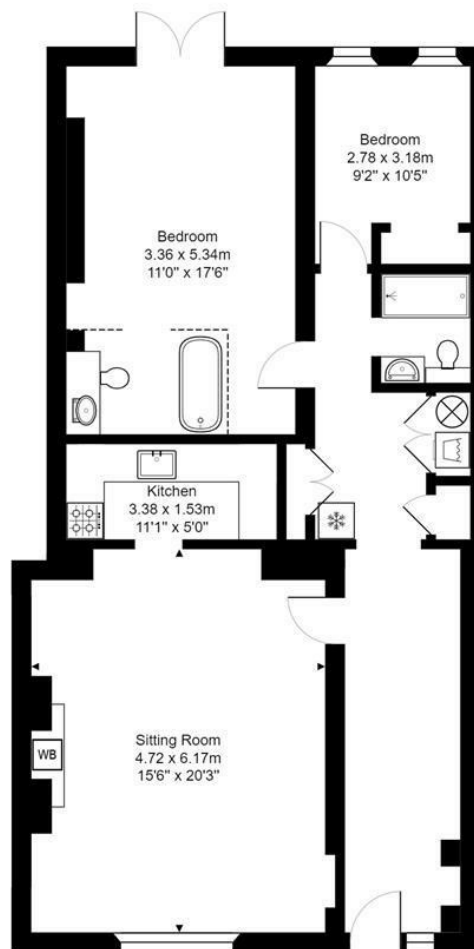 Bedroom
2.78 x 3.18m
9'2" x 10'5"
Bedroom
3.36 x 5.34m
11'0" x 17'6"
Kitchen
3.38 x 1.53m
11'1" x 5'0"
Sitting Room
4.72 x 6.17m
15'6" x 20'3"
WB